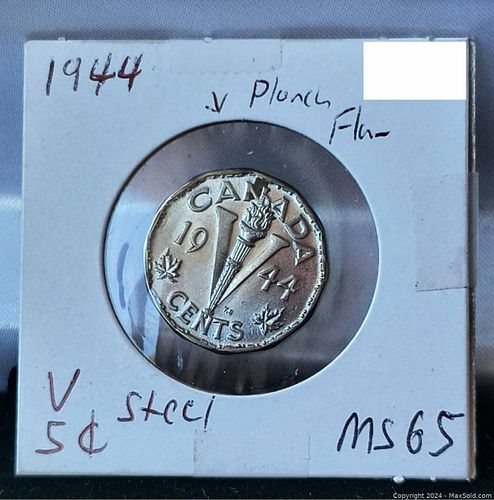 1944
.v Planch
Flaw
CANADA
19 44
CENTS
V Steel
5¢
MS65
Copyright 2024 - MaxSold.com